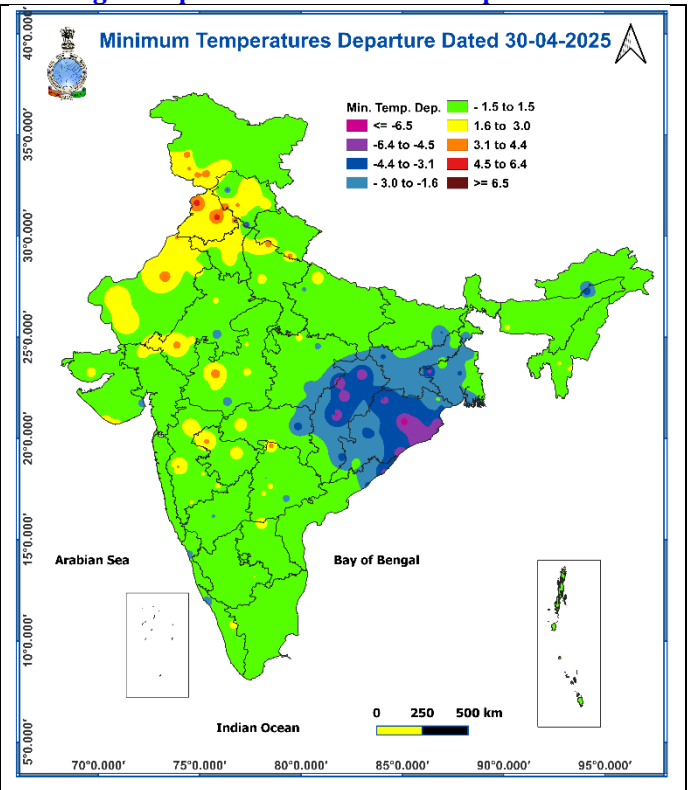 Minimum Temperatures Departure Dated 30-04-2025
Min. Temp. Dep.
<= -6.5
-6.4 to -4.5
-4.4 to -3.1
- 3.0 to -1.6
- 1.5 to 1.5
1.6 to 3.0
3.1 to 4.4
4.5 to 6.4
>= 6.5
40°0.000'
35°0.000'
30°0.000'
25°0.000'
20°0.000'
15°0.000'
10°0.000'
5°0.000'
Arabian Sea
Bay of Bengal
Indian Ocean
0 250 500 km
70°0.000' 75°0.000' 80°0.000' 85°0.000' 90°0.000' 95°0.000'